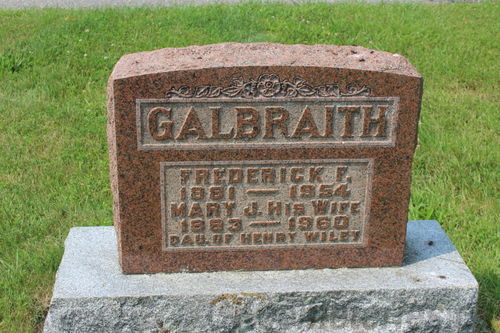 GALBRAITH
FREDERICK F.
1881 — 1954
MARY J. HIS WIFE
1883 — 1960
DAU. OF HENRY WILEY